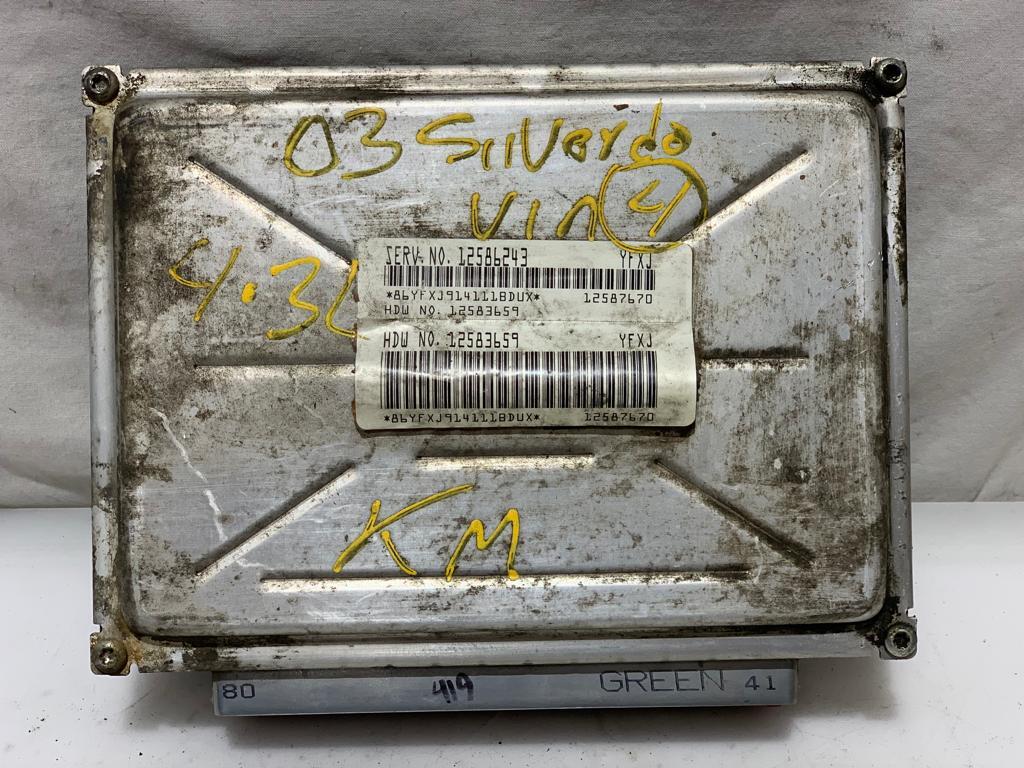 03 Silverdo
Vin 4
4.3L
SERV. NO. 12586243 YFXJ
*86YFXJ914111BDUX* 12587670
HDW NO. 12583659
HDW NO. 12583659 YFXJ
*86YFXJ914111BDUX* 12587670
KM
80 419 GREEN 41